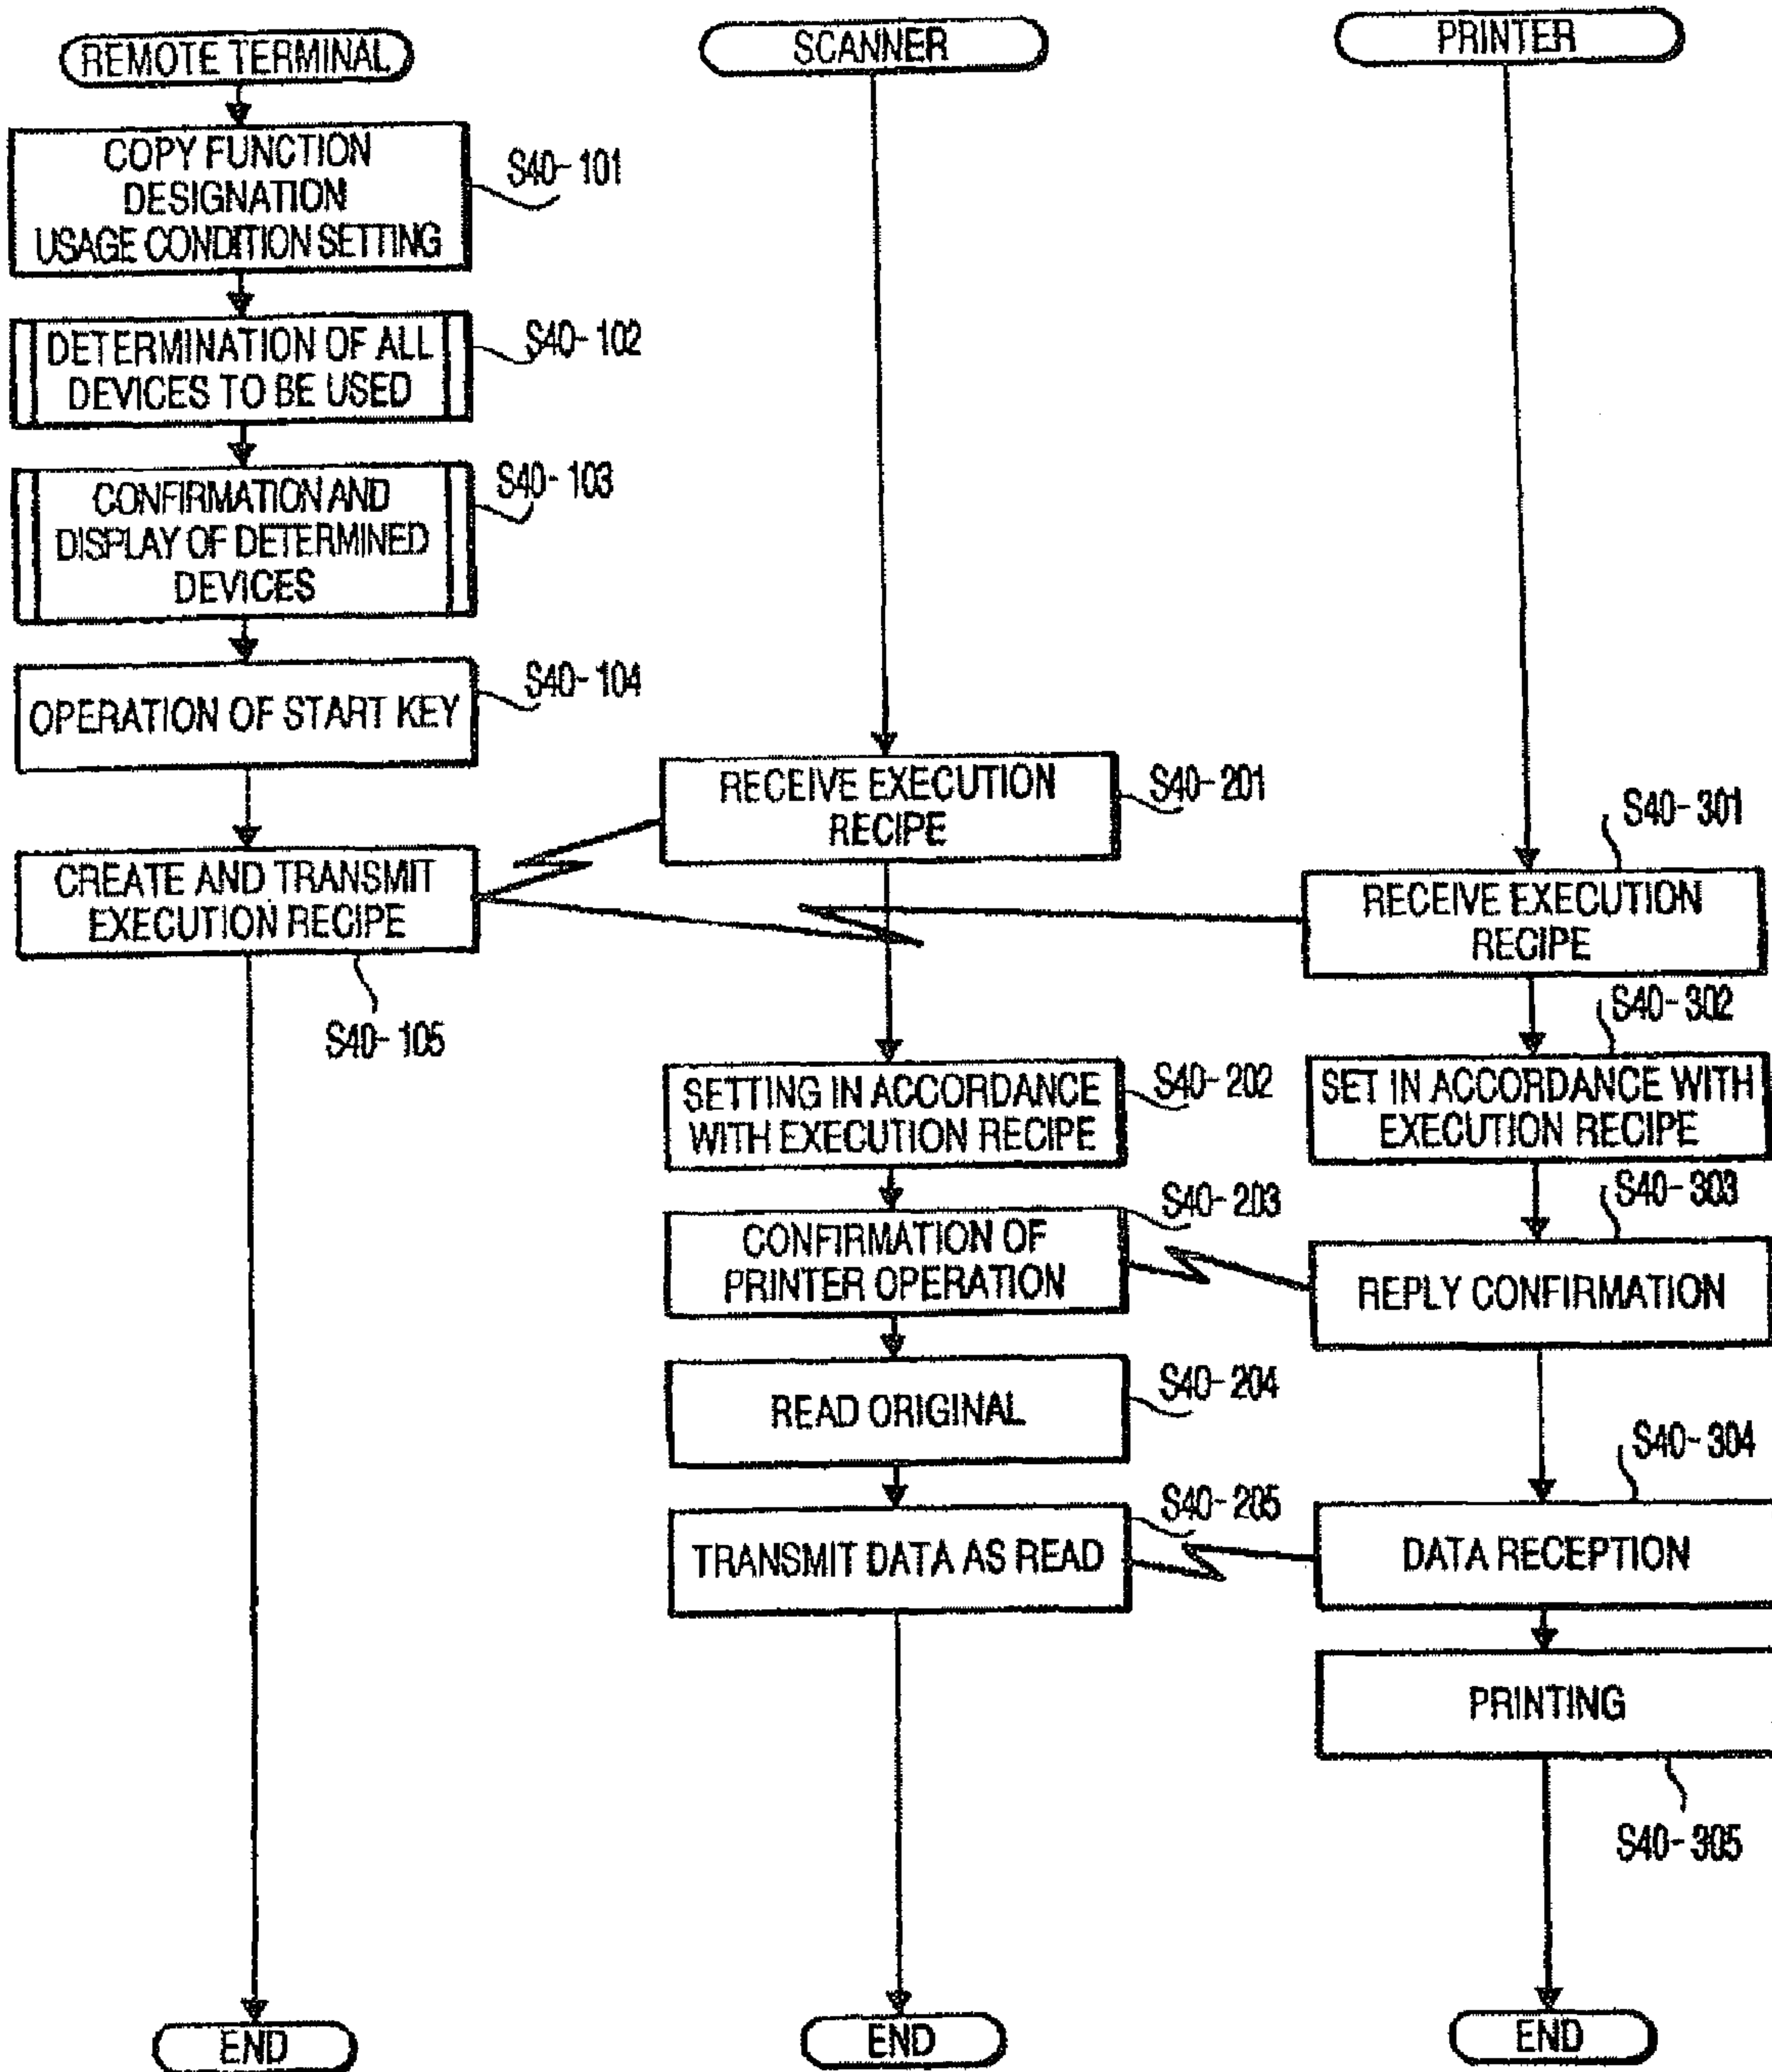 REMOTE TERMINAL
COPY FUNCTION
DESIGNATION
USAGE CONDITION SETTING
S40-101
DETERMINATION OF ALL
DEVICES TO BE USED
S40-102
CONFIRMATION AND
DISPLAY OF DETERMINED
DEVICES
S40-103
OPERATION OF START KEY
S40-104
CREATE AND TRANSMIT
EXECUTION RECIPE
S40-105
END
SCANNER
RECEIVE EXECUTION
RECIPE
S40-201
SETTING IN ACCORDANCE
WITH EXECUTION RECIPE
S40-202
CONFIRMATION OF
PRINTER OPERATION
S40-203
READ ORIGINAL
S40-204
TRANSMIT DATA AS READ
S40-205
END
PRINTER
S40-301
RECEIVE EXECUTION
RECIPE
S40-302
SET IN ACCORDANCE WITH
EXECUTION RECIPE
S40-303
REPLY CONFIRMATION
S40-304
DATA RECEPTION
PRINTING
S40-305
END